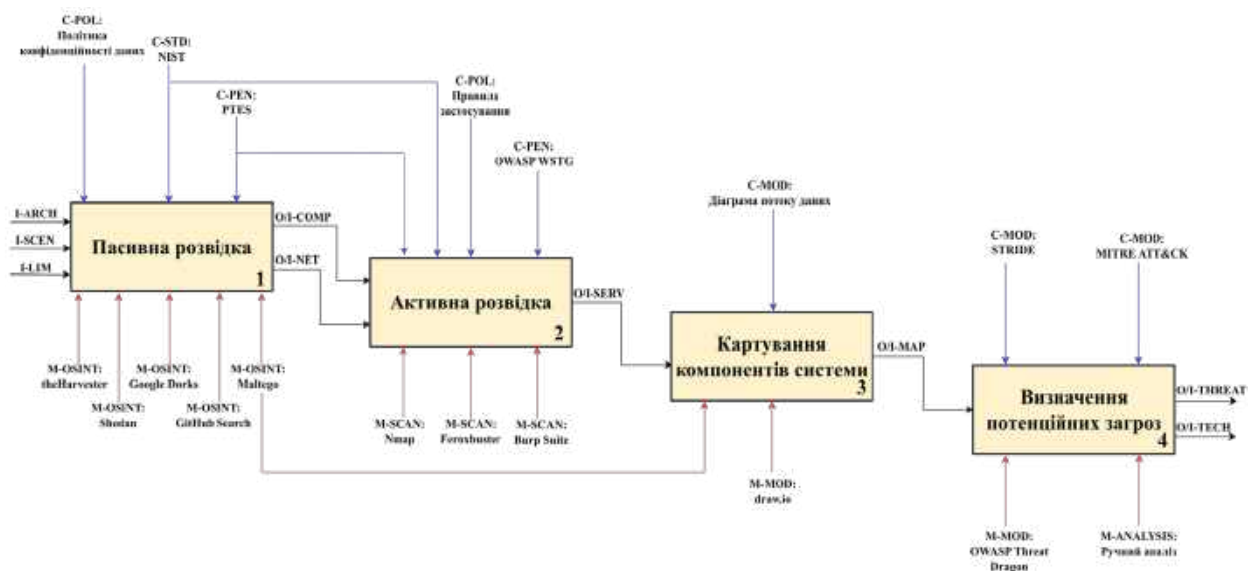 C-POL:
Політика
конфіденційності даних
C-STD:
NIST
C-PEN:
PTES
C-POL:
Правила
застосування
C-PEN:
OWASP WSTG
C-MOD:
Діаграма потоку даних
C-MOD:
STRIDE
C-MOD:
MITRE ATT&CK
I-ARCH
I-SCEN
I-LIM
Пасивна розвідка
1
O/I-COMP
O/I-NET
Активна розвідка
2
O/I-SERV
Картування
компонентів системи
3
O/I-MAP
Визначення
потенційних загроз
4
O/I-THREAT
O/I-TECH
M-OSINT:
theHarvester
M-OSINT:
Shodan
M-OSINT:
Google Dorks
M-OSINT:
GitHub Search
M-OSINT:
Maltego
M-SCAN:
Nmap
M-SCAN:
Feroxbuster
M-SCAN:
Burp Suite
M-MOD:
draw.io
M-MOD:
OWASP Threat
Dragon
M-ANALYSIS:
Ручний аналіз